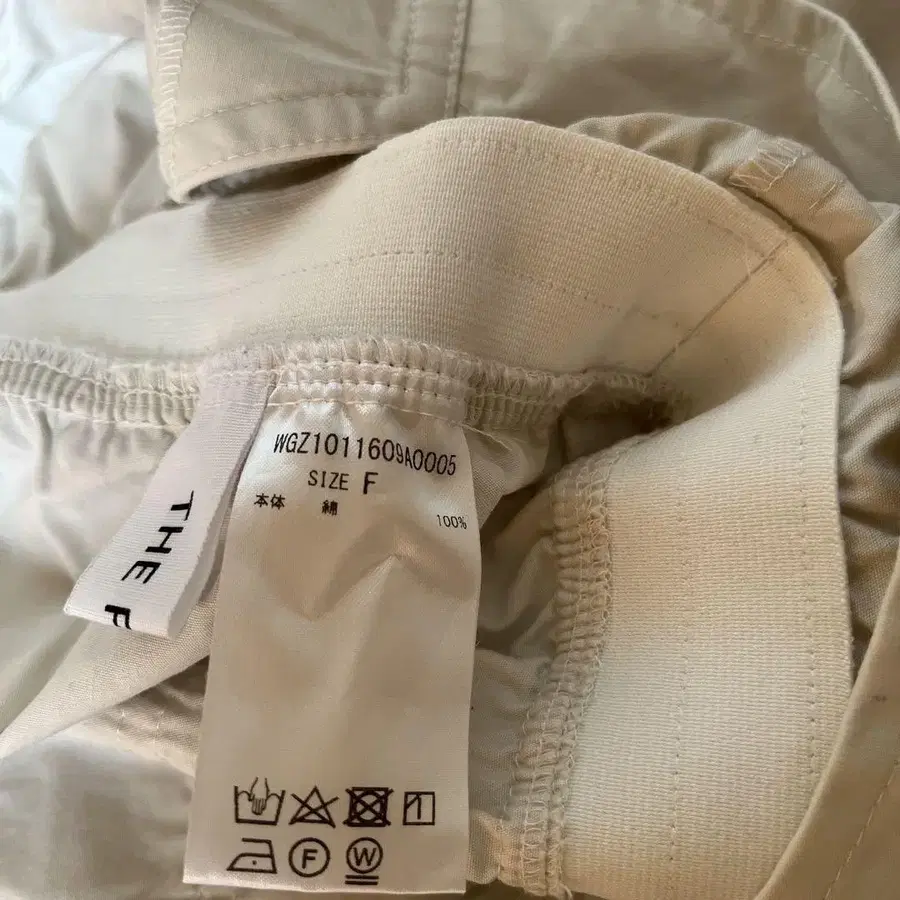 THE F
WGZ1011609A0005
SIZE F
本体 綿 100%
F W